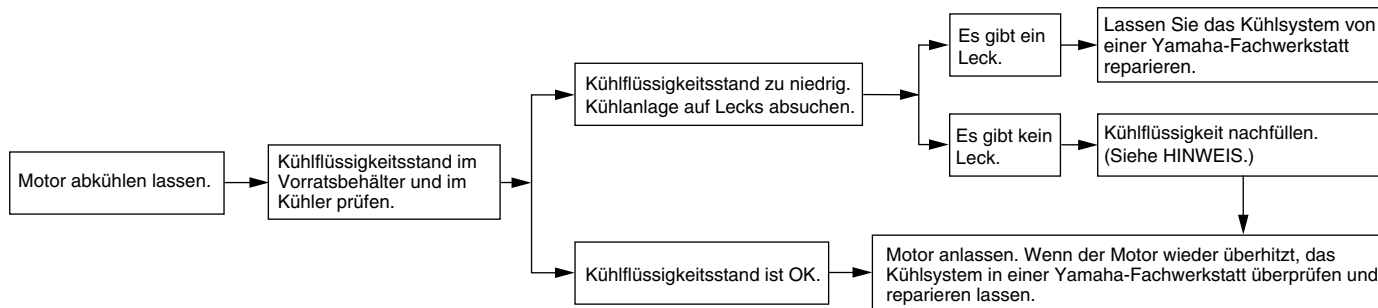 Motor abkühlen lassen.
Kühlflüssigkeitsstand im
Vorratsbehälter und im
Kühler prüfen.
Kühlflüssigkeitsstand zu niedrig.
Kühlanlage auf Lecks absuchen.
Es gibt ein
Leck.
Lassen Sie das Kühlsystem von
einer Yamaha-Fachwerkstatt
reparieren.
Es gibt kein
Leck.
Kühlflüssigkeit nachfüllen.
(Siehe HINWEIS.)
Kühlflüssigkeitsstand ist OK.
Motor anlassen. Wenn der Motor wieder überhitzt, das
Kühlsystem in einer Yamaha-Fachwerkstatt überprüfen und
reparieren lassen.